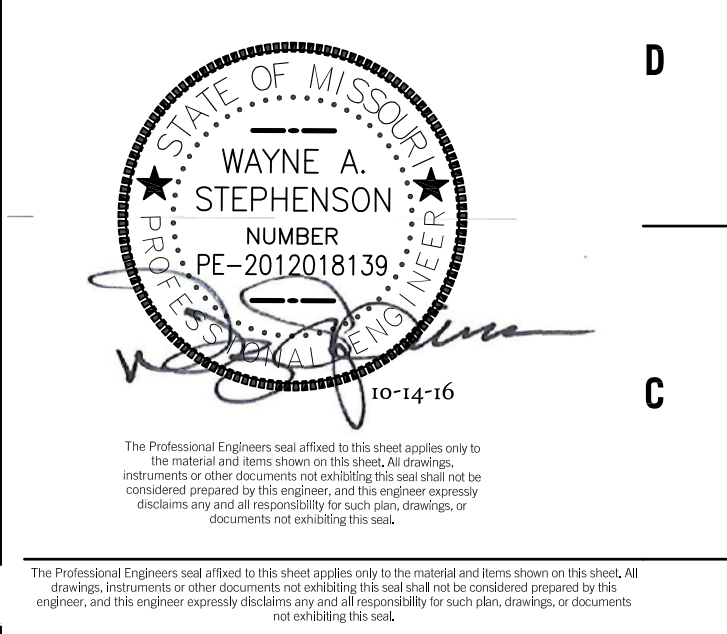 STATE OF MISSOURI
WAYNE A.
STEPHENSON
NUMBER
PE-2012018139
PROFESSIONAL ENGINEER
10-14-16
D
C
The Professional Engineers seal affixed to this sheet applies only to
the material and items shown on this sheet. All drawings,
instruments or other documents not exhibiting this seal shall not be
considered prepared by this engineer, and this engineer expressly
disclaims any and all responsibility for such plan, drawings, or
documents not exhibiting this seal.
The Professional Engineers seal affixed to this sheet applies only to the material and items shown on this sheet. All
drawings, instruments or other documents not exhibiting this seal shall not be considered prepared by this
engineer, and this engineer expressly disclaims any and all responsibility for such plan, drawings, or documents
not exhibiting this seal.